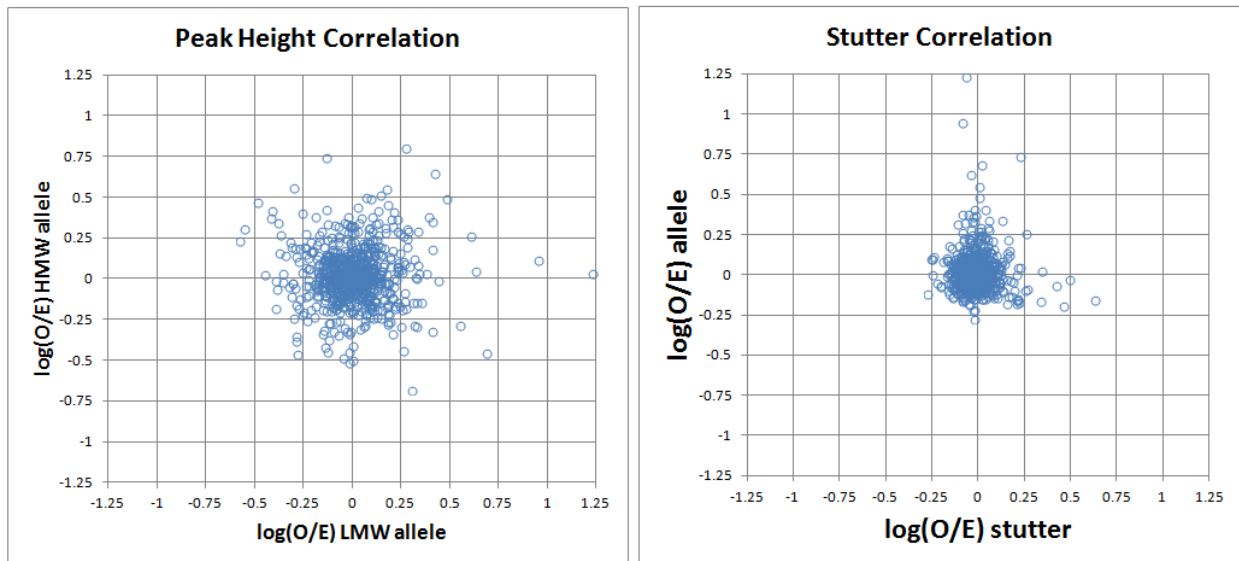 Peak Height Correlation
log(O/E) HMW allele
1.25
1
0.75
0.5
0.25
0
-0.25
-0.5
-0.75
-1
-1.25
-1.25 -1 -0.75 -0.5 -0.25 0 0.25 0.5 0.75 1 1.25
log(O/E) LMW allele
Stutter Correlation
log(O/E) allele
1.25
1
0.75
0.5
0.25
0
-0.25
-0.5
-0.75
-1
-1.25
-1.25 -1 -0.75 -0.5 -0.25 0 0.25 0.5 0.75 1 1.25
log(O/E) stutter